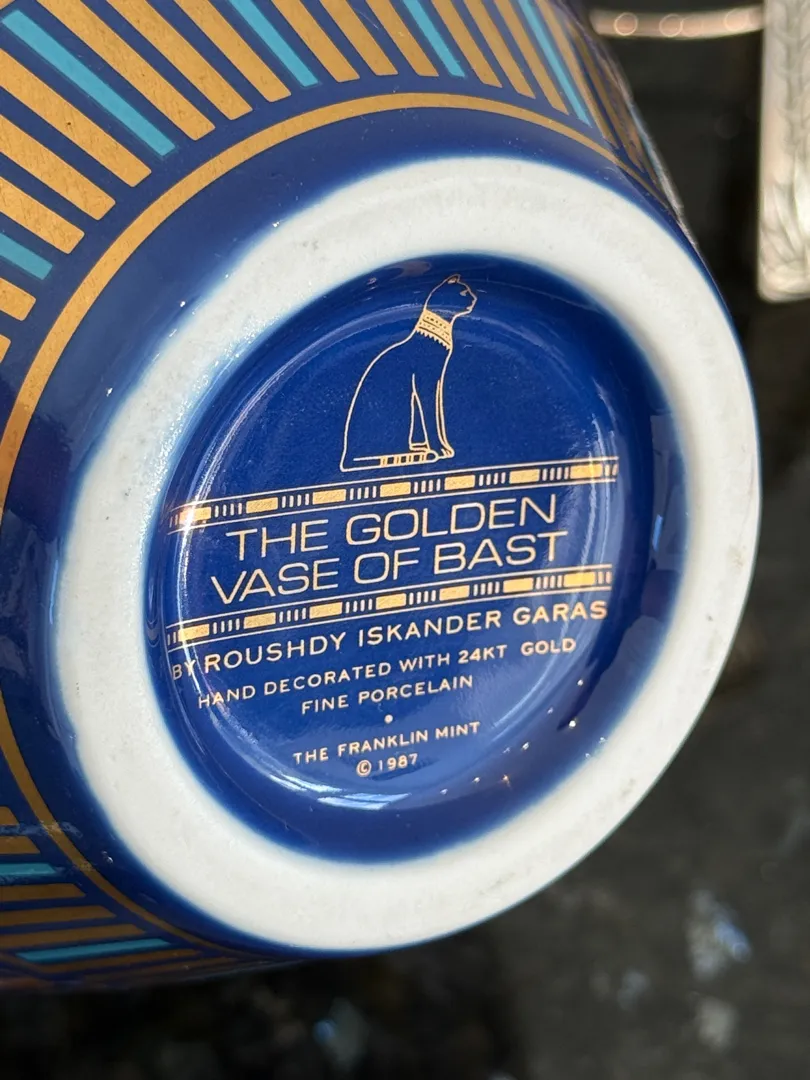 THE GOLDEN
VASE OF BAST
BY ROUSHDY ISKANDER GARAS
HAND DECORATED WITH 24KT GOLD
FINE PORCELAIN
•
THE FRANKLIN MINT
© 1987